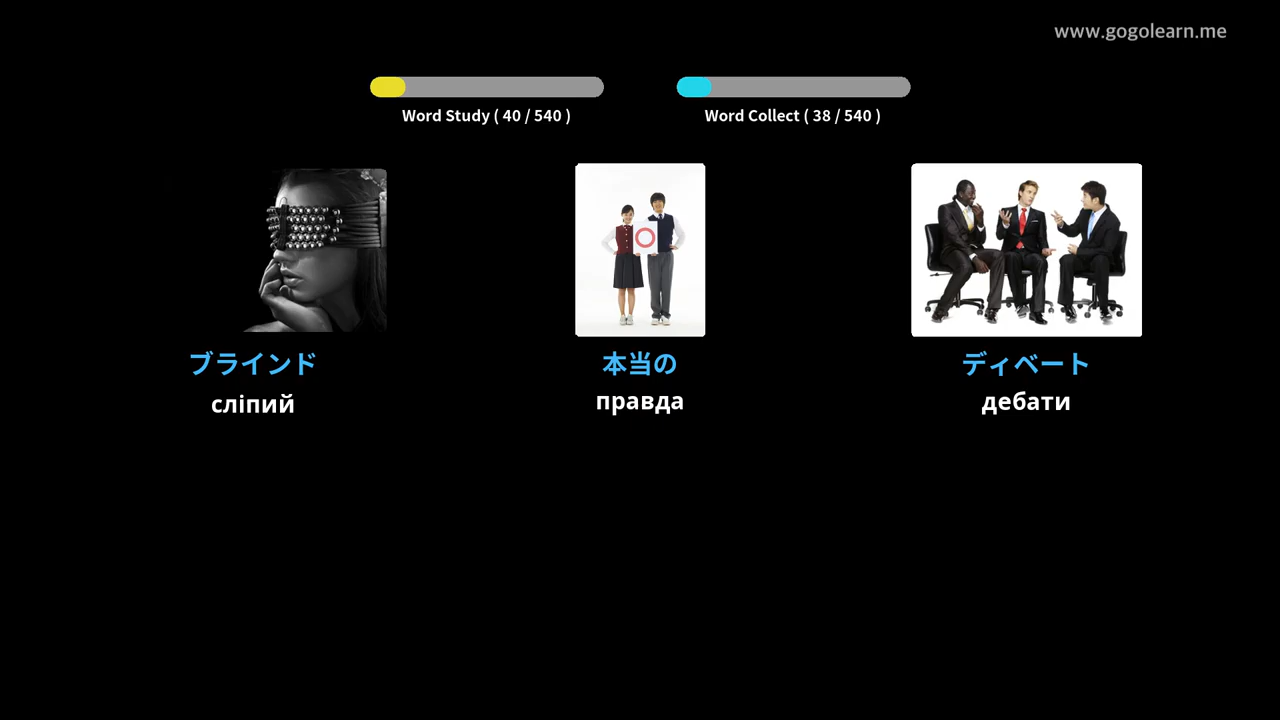 www.gogolearn.me
Word Study ( 40 / 540 )
Word Collect ( 38 / 540 )
ブラインド
本当の
ディベート
сліпий
правда
дебати